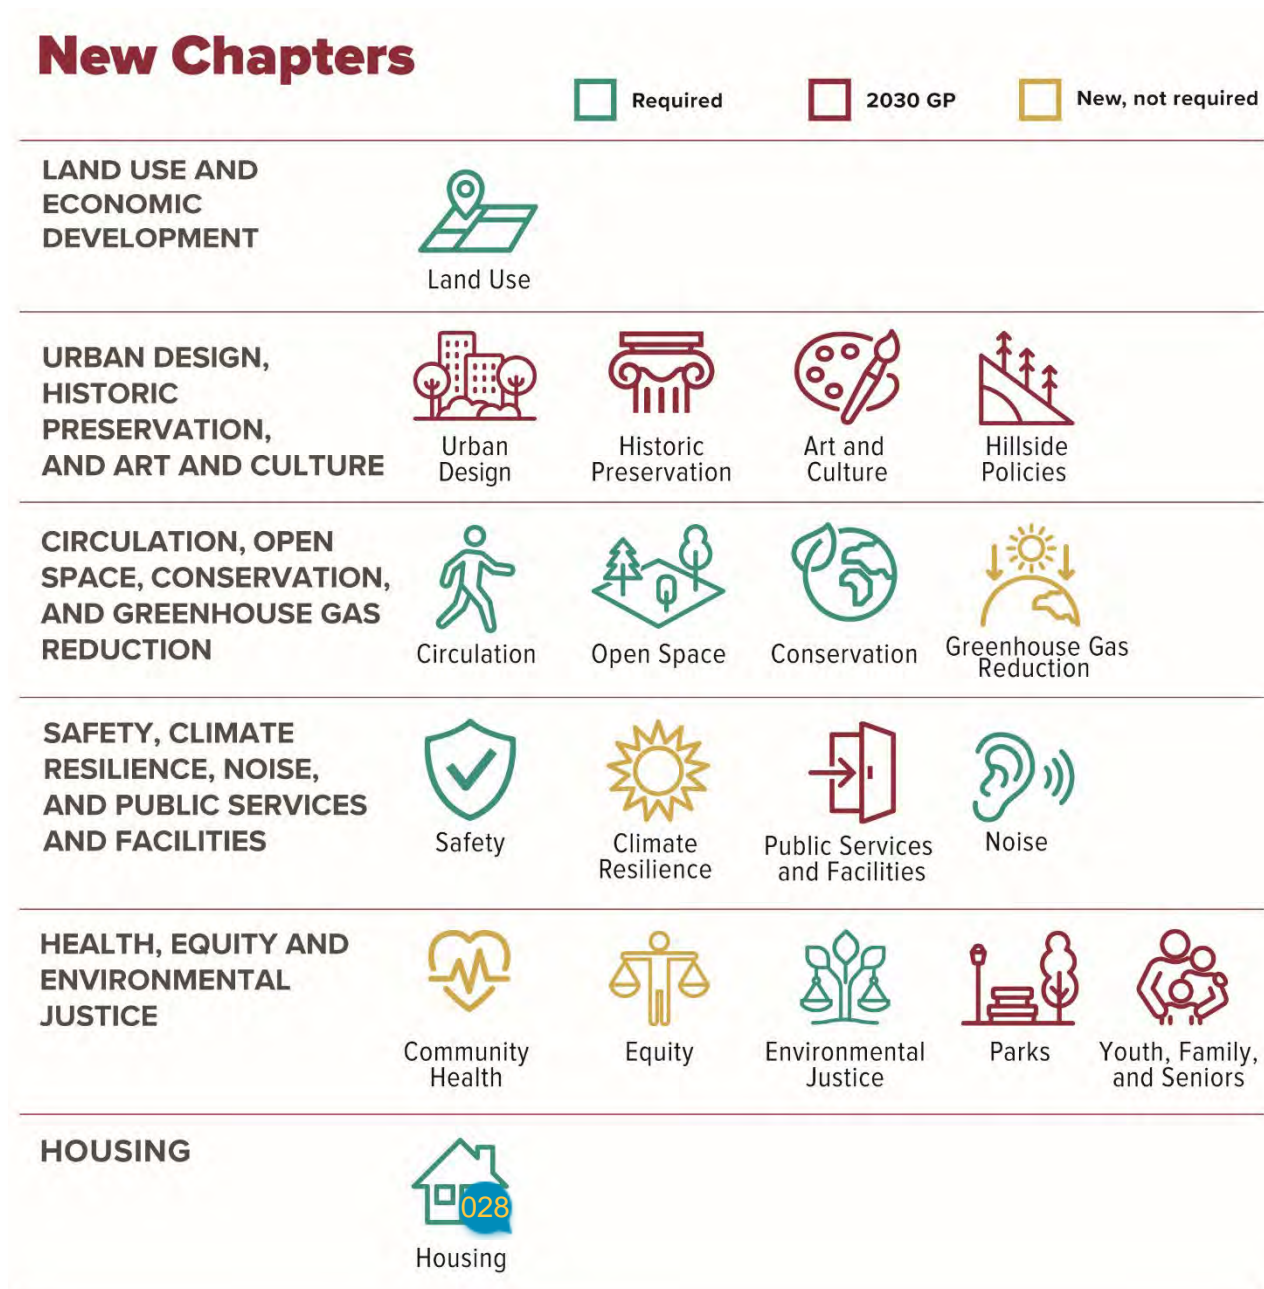 New Chapters
Required
2030 GP
New, not required
LAND USE AND
ECONOMIC
DEVELOPMENT
Land Use
URBAN DESIGN,
HISTORIC
PRESERVATION,
AND ART AND CULTURE
Urban
Design
Historic
Preservation
Art and
Culture
Hillside
Policies
CIRCULATION, OPEN
SPACE, CONSERVATION,
AND GREENHOUSE GAS
REDUCTION
Circulation
Open Space
Conservation
Greenhouse Gas
Reduction
SAFETY, CLIMATE
RESILIENCE, NOISE,
AND PUBLIC SERVICES
AND FACILITIES
Safety
Climate
Resilience
Public Services
and Facilities
Noise
HEALTH, EQUITY AND
ENVIRONMENTAL
JUSTICE
Community
Health
Equity
Environmental
Justice
Parks
Youth, Family,
and Seniors
HOUSING
028
Housing